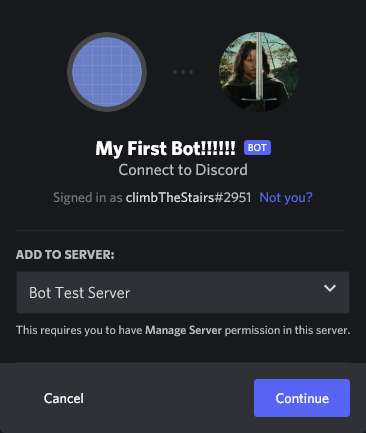 My First Bot!!!!!! BOT
Connect to Discord
Signed in as climbTheStairs#2951 Not you?
ADD TO SERVER:
Bot Test Server
This requires you to have Manage Server permission in this server.
Cancel
Continue